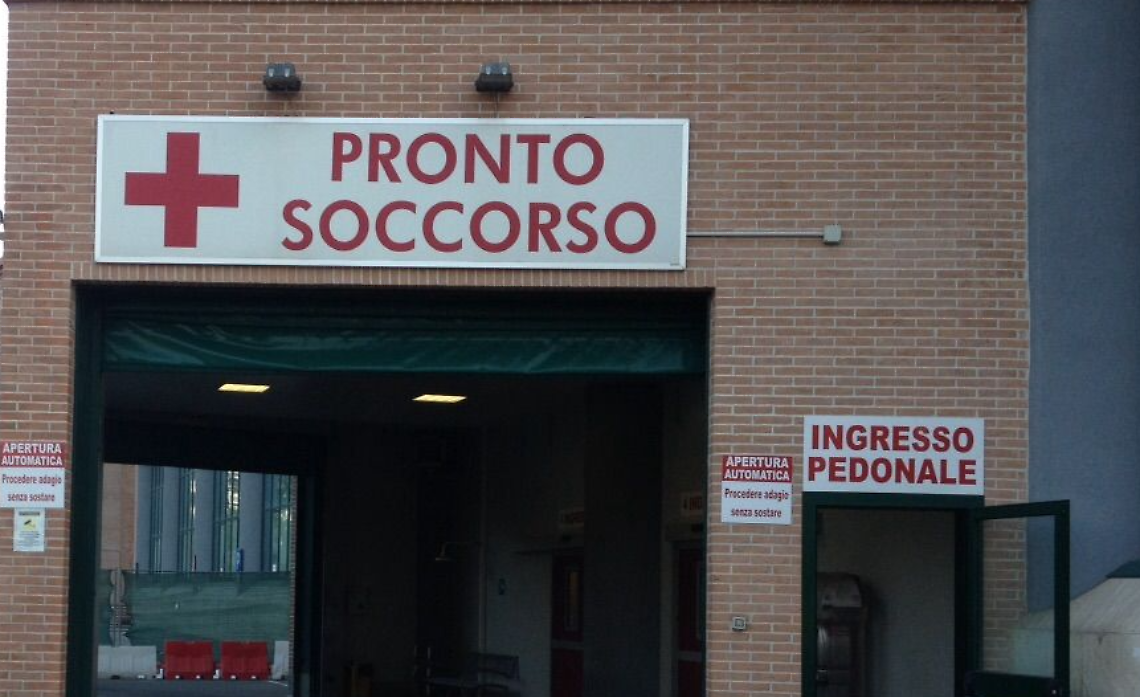 PRONTO
SOCCORSO
APERTURA
AUTOMATICA
Procedere adagio
senza sostare
APERTURA
AUTOMATICA
Procedere adagio
senza sostare
INGRESSO
PEDONALE